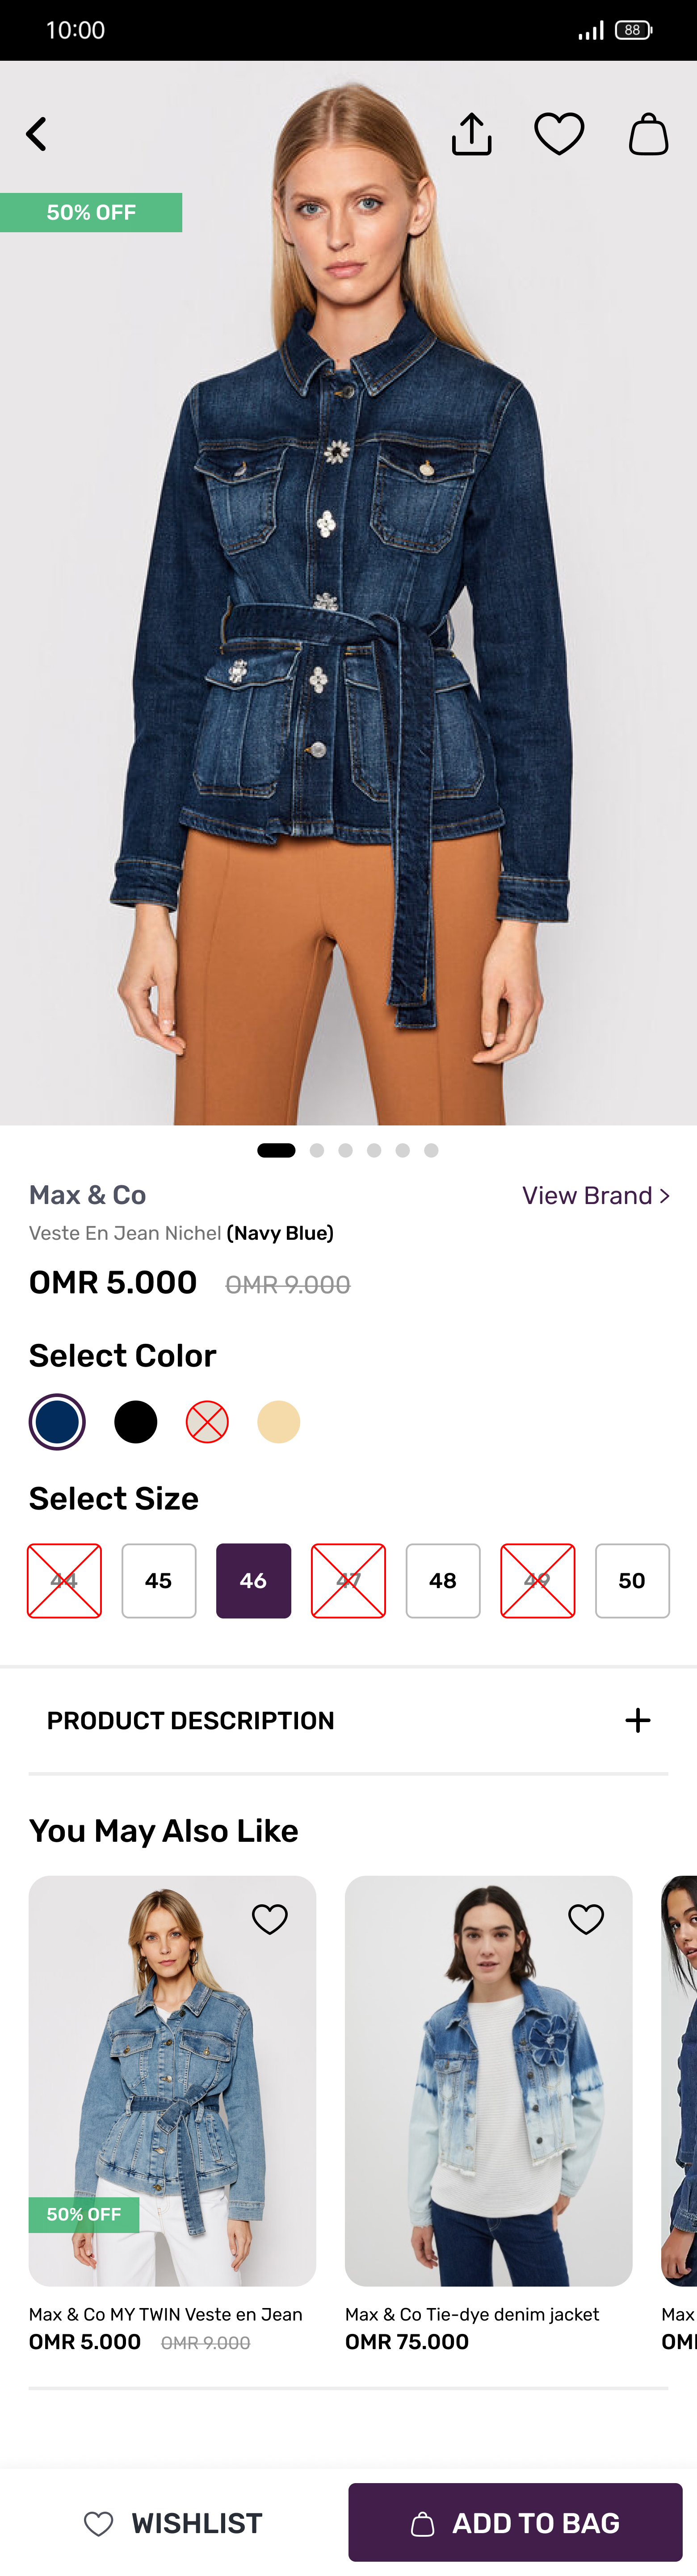 10:00
88
50% OFF
Max & Co
View Brand >
Veste En Jean Nichel (Navy Blue)
OMR 5.000 OMR 9.000
Select Color
Select Size
44 45 46 47 48 49 50
PRODUCT DESCRIPTION
You May Also Like
50% OFF
Max & Co MY TWIN Veste en Jean
OMR 5.000 OMR 9.000
Max & Co Tie-dye denim jacket
OMR 75.000
Max
WISHLIST
ADD TO BAG